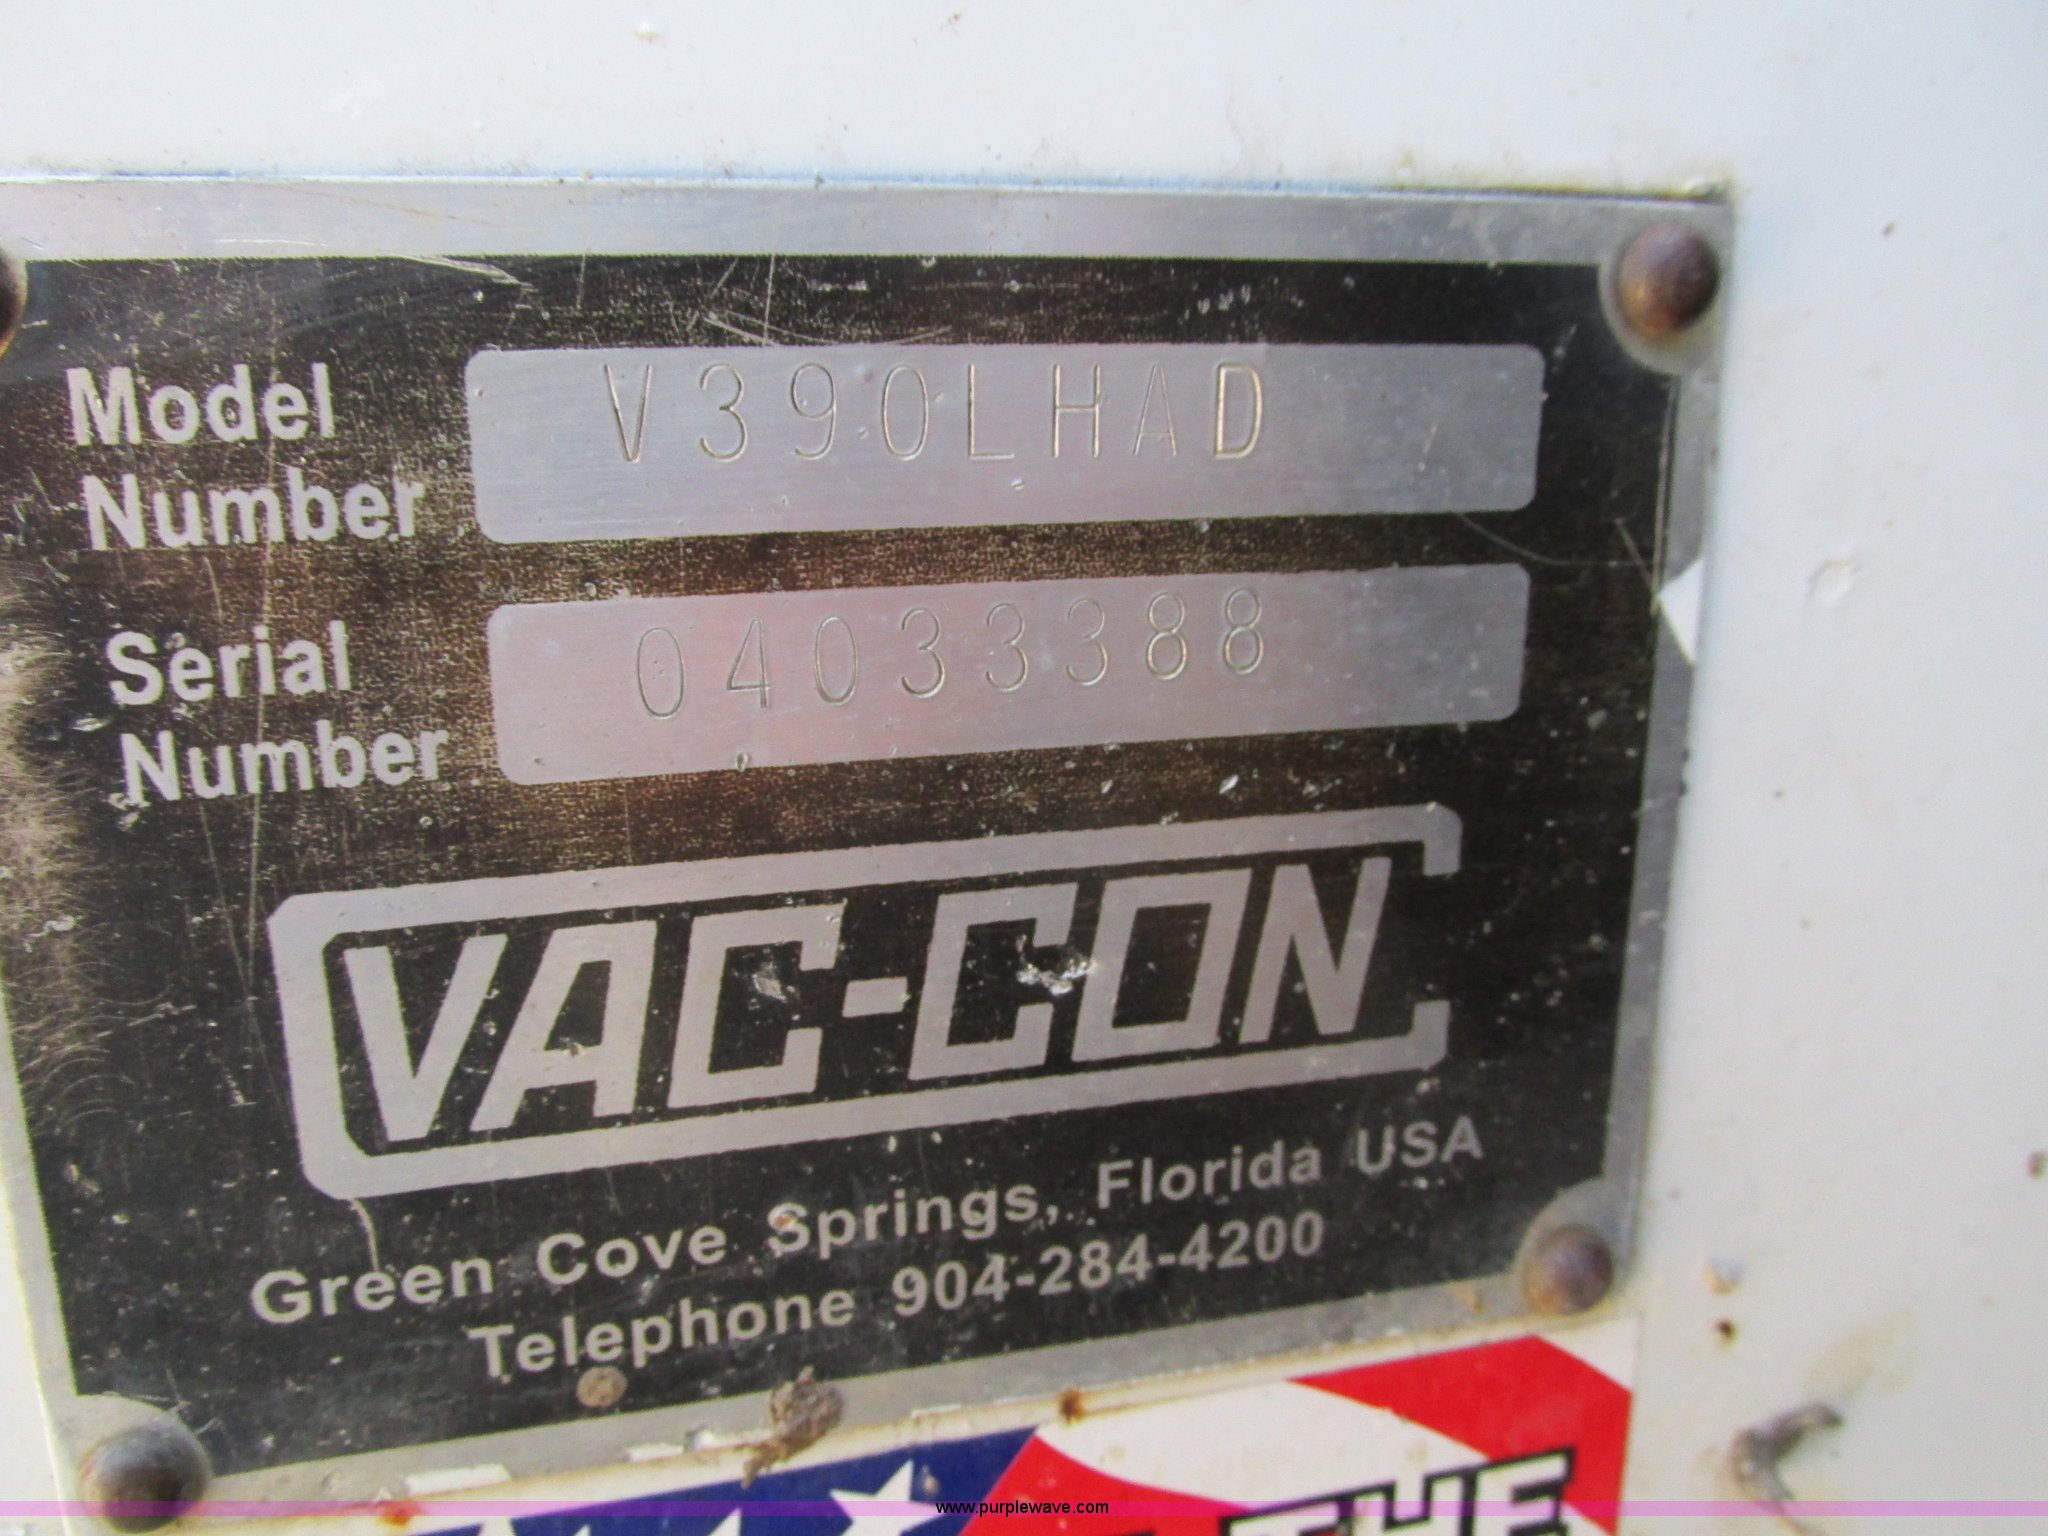 Model Number V390LHAD
Serial Number 04033388
VAC-CON
Green Cove Springs, Florida USA
Telephone 904-284-4200
THE
www.purplewave.com